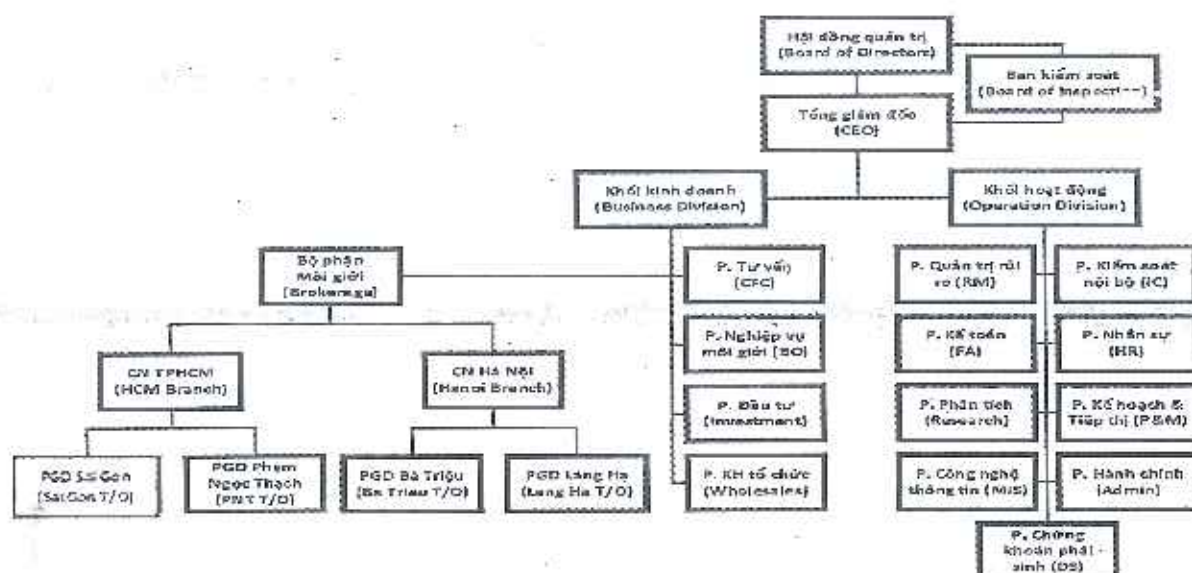 Hội đồng quản trị
(Board of Directors)
Ban kiểm soát
(Board of
Tổng giám đốc
(CEO)
Khối kinh doanh
(Business Division)
Khối hoạt động
(Operation Division)
Bộ phận
Môi giới
(Brokerage)
P. Tư vấn
(CFC)
P. Quản trị rủi
ro (RM)
P. Kiểm soát
nội bộ (IC)
P. Nghiệp vụ
môi giới (BO)
P. Kế toán
(FA)
P. Nhân sự
(HR)
CN TPHCM
(HCM Branch)
CN Hà Nội
(Hanoi Branch)
P. Đầu tư
(Investment)
P. Phân tích
(Research)
P. Kế hoạch &
Tiếp thị (P&M)
PGD Sài Gòn
(SaiGon T/O)
PGD Phạm
Ngọc Thạch
(PNT T/O)
PGD Bà Triệu
(Ba Trieu T/O)
PGD Láng Hạ
(Lang Ha T/O)
P. KH tổ chức
(Wholesales)
P. Công nghệ
thông tin (MIS)
P. Hành chính
(Admin)
P. Chứng
khoán phái
sinh (DS)